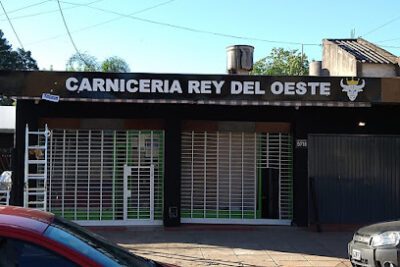 CARNICERIA REY DEL OESTE